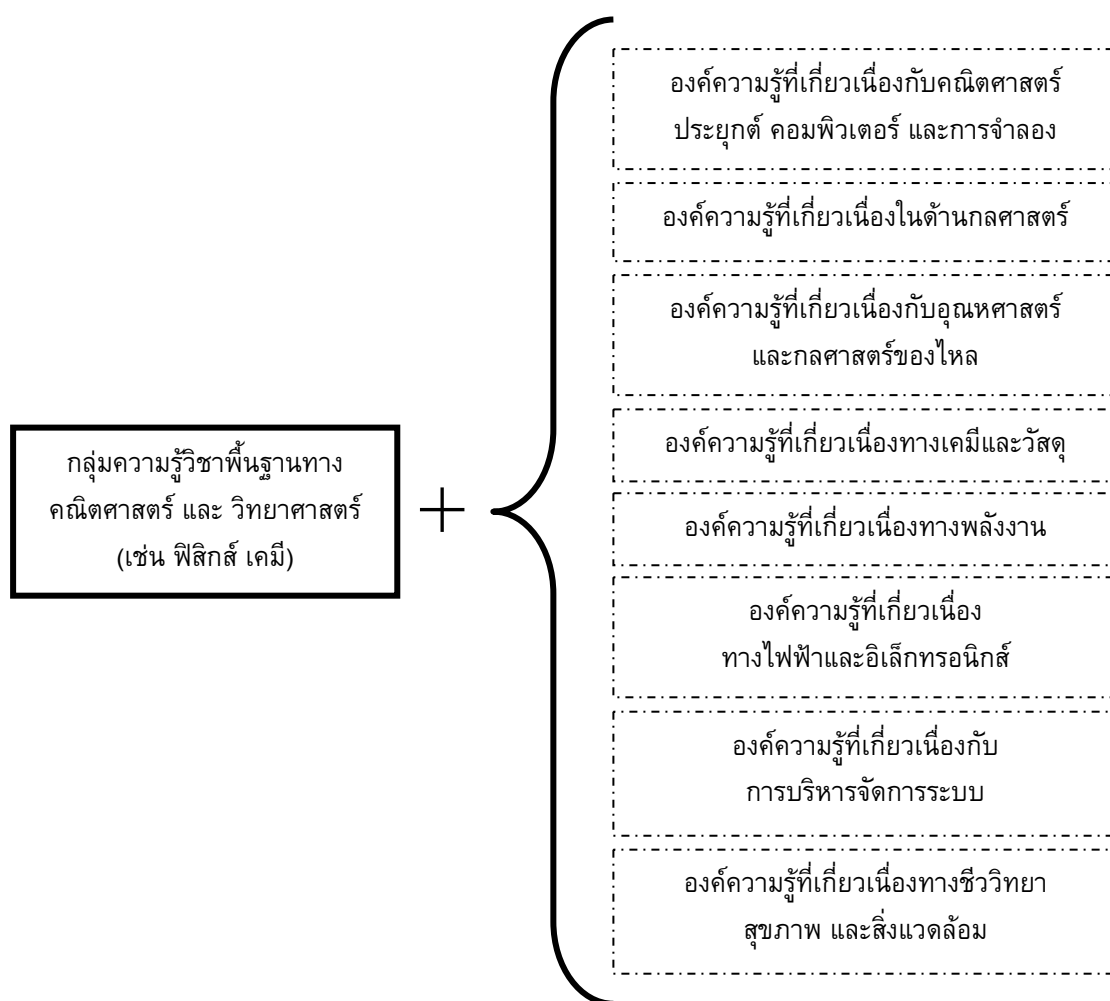 กลุ่มความรู้วิชาพื้นฐานทาง
คณิตศาสตร์ และ วิทยาศาสตร์
(เช่น ฟิสิกส์ เคมี)
+
องค์ความรู้ที่เกี่ยวเนื่องกับคณิตศาสตร์
ประยุกต์ คอมพิวเตอร์ และการจำลอง
องค์ความรู้ที่เกี่ยวเนื่องในด้านกลศาสตร์
องค์ความรู้ที่เกี่ยวเนื่องกับอุณหศาสตร์
และกลศาสตร์ของไหล
องค์ความรู้ที่เกี่ยวเนื่องทางเคมีและวัสดุ
องค์ความรู้ที่เกี่ยวเนื่องทางพลังงาน
องค์ความรู้ที่เกี่ยวเนื่อง
ทางไฟฟ้าและอิเล็กทรอนิกส์
องค์ความรู้ที่เกี่ยวเนื่องกับ
การบริหารจัดการระบบ
องค์ความรู้ที่เกี่ยวเนื่องทางชีววิทยา
สุขภาพ และสิ่งแวดล้อม